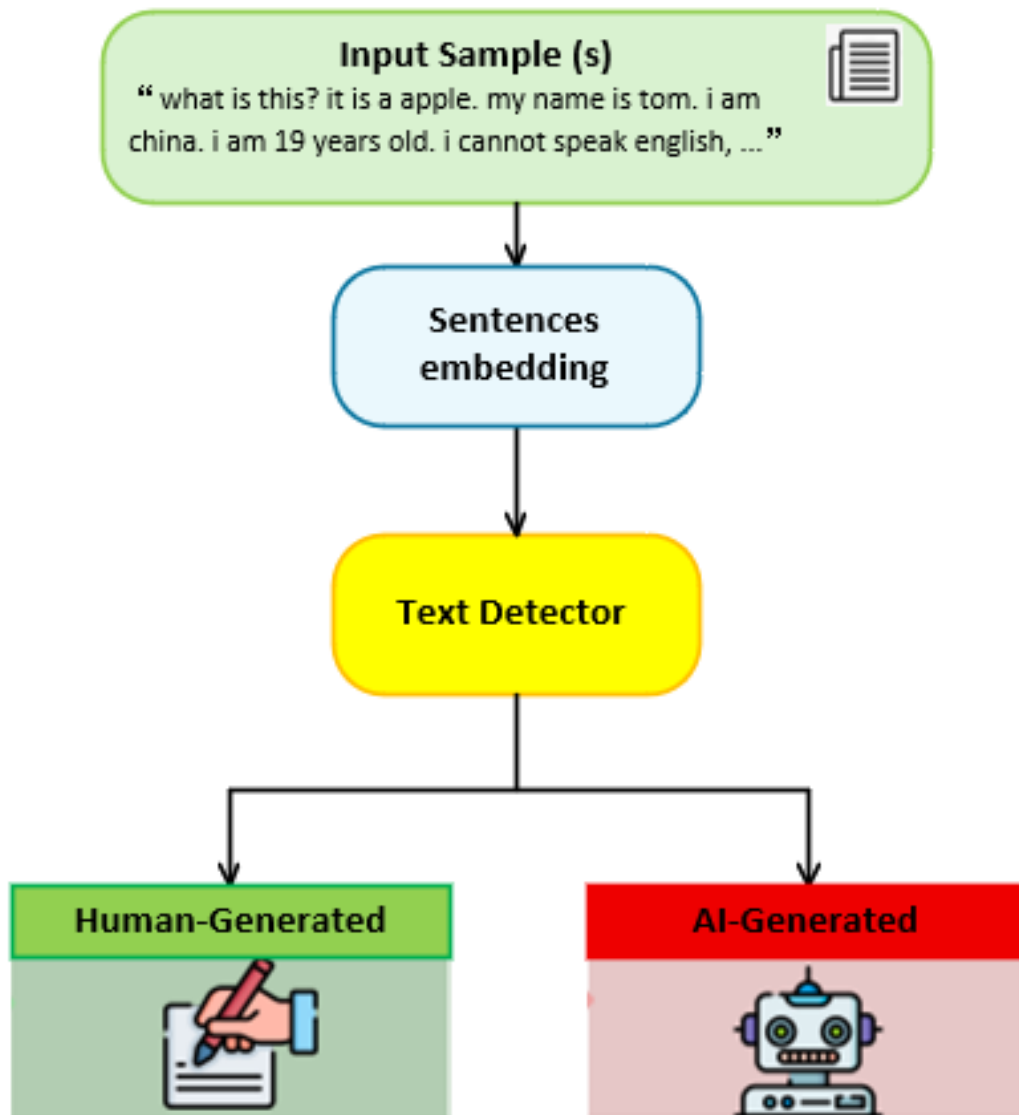 Input Sample (s)
“ what is this? it is a apple. my name is tom. i am
china. i am 19 years old. i cannot speak english, ...”
Sentences
embedding
Text Detector
Human-Generated
AI-Generated